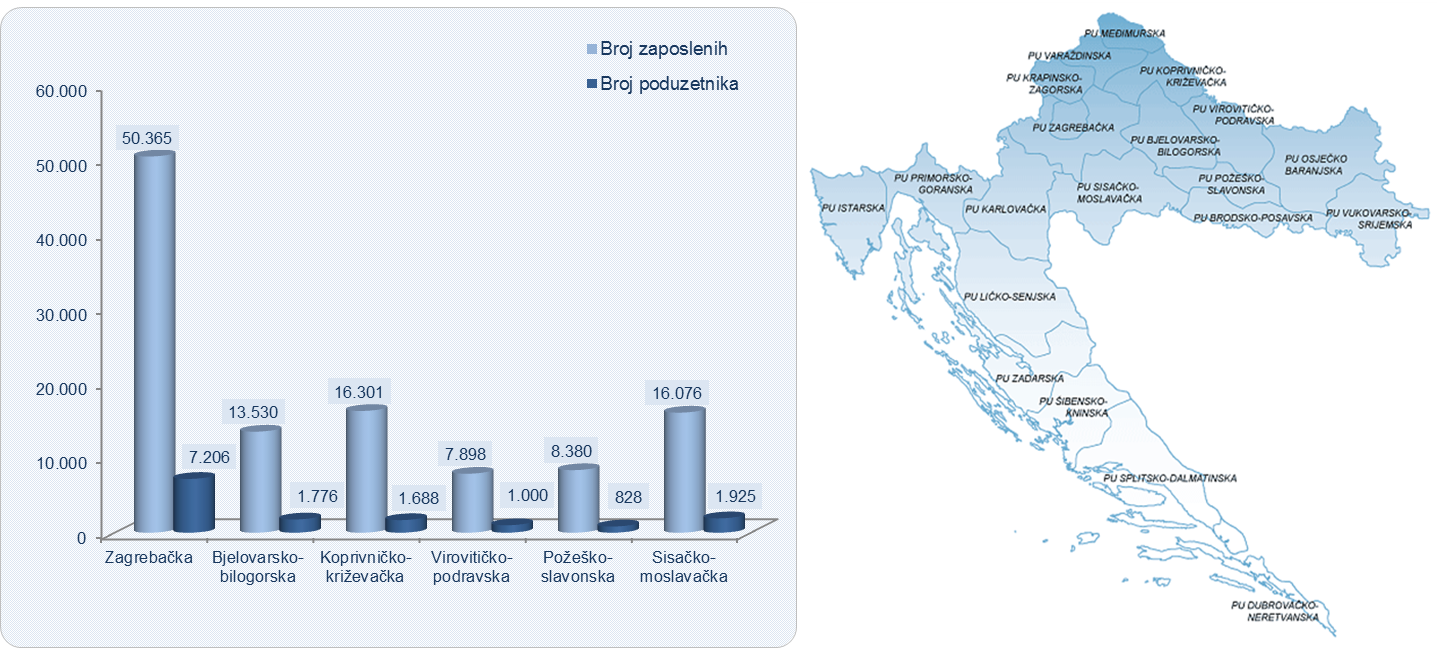 Broj zaposlenih
Broj poduzetnika
60.000
50.000
40.000
30.000
20.000
10.000
0
50.365
7.206
13.530
1.776
16.301
1.688
7.898
1.000
8.380
828
16.076
1.925
Zagrebačka
Bjelovarsko-
bilogorska
Koprivničko-
križevačka
Virovitičko-
podravska
Požeško-
slavonska
Sisačko-
moslavačka
PU MEĐIMURSKA
PU VARAŽDINSKA
PU KRAPINSKO-
ZAGORSKA
PU KOPRIVNIČKO-
KRIŽEVAČKA
PU VIROVITIČKO-
PODRAVSKA
PU ZAGREBAČKA
PU BJELOVARSKO-
BILOGORSKA
PU OSJEČKO
BARANJSKA
PU PRIMORSKO-
GORANSKA
PU SISAČKO-
MOSLAVAČKA
PU POŽEŠKO-
SLAVONSKA
PU ISTARSKA
PU KARLOVAČKA
PU BRODSKO-POSAVSKA
PU VUKOVARSKO-
SRIJEMSKA
PU LIČKO-SENJSKA
PU ZADARSKA
PU ŠIBENSKO-
KNINSKA
PU SPLITSKO-DALMATINSKA
PU DUBROVAČKO-
NERETVANSKA